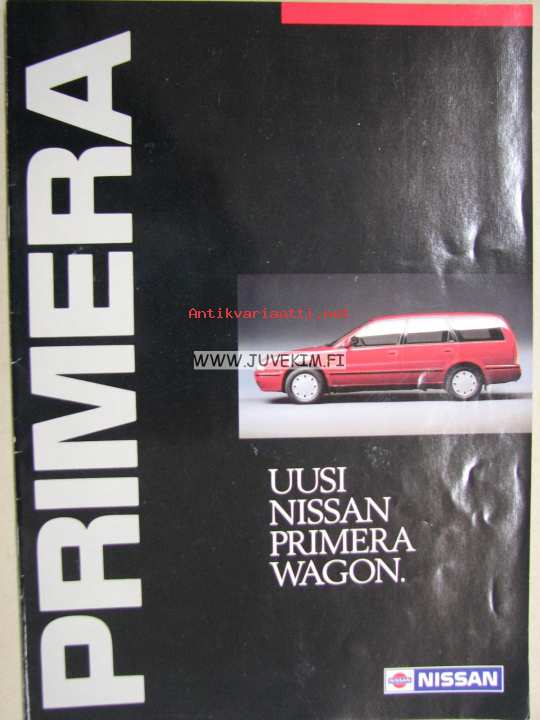 PRIMERA
Antikvariaatti.net
WWW.JUVEKIM.FI
UUSI
NISSAN
PRIMERA
WAGON.
NISSAN
NISSAN